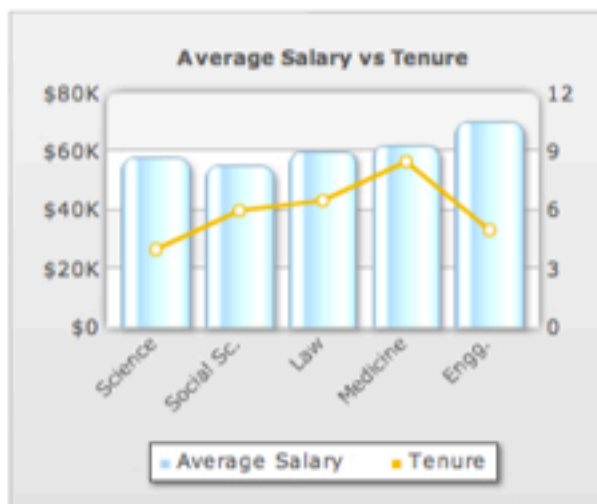 Average Salary vs Tenure
$80K
$60K
$40K
$20K
$0
12
9
6
3
0
Science
Social Sc.
Law
Medicine
Engg.
Average Salary
Tenure